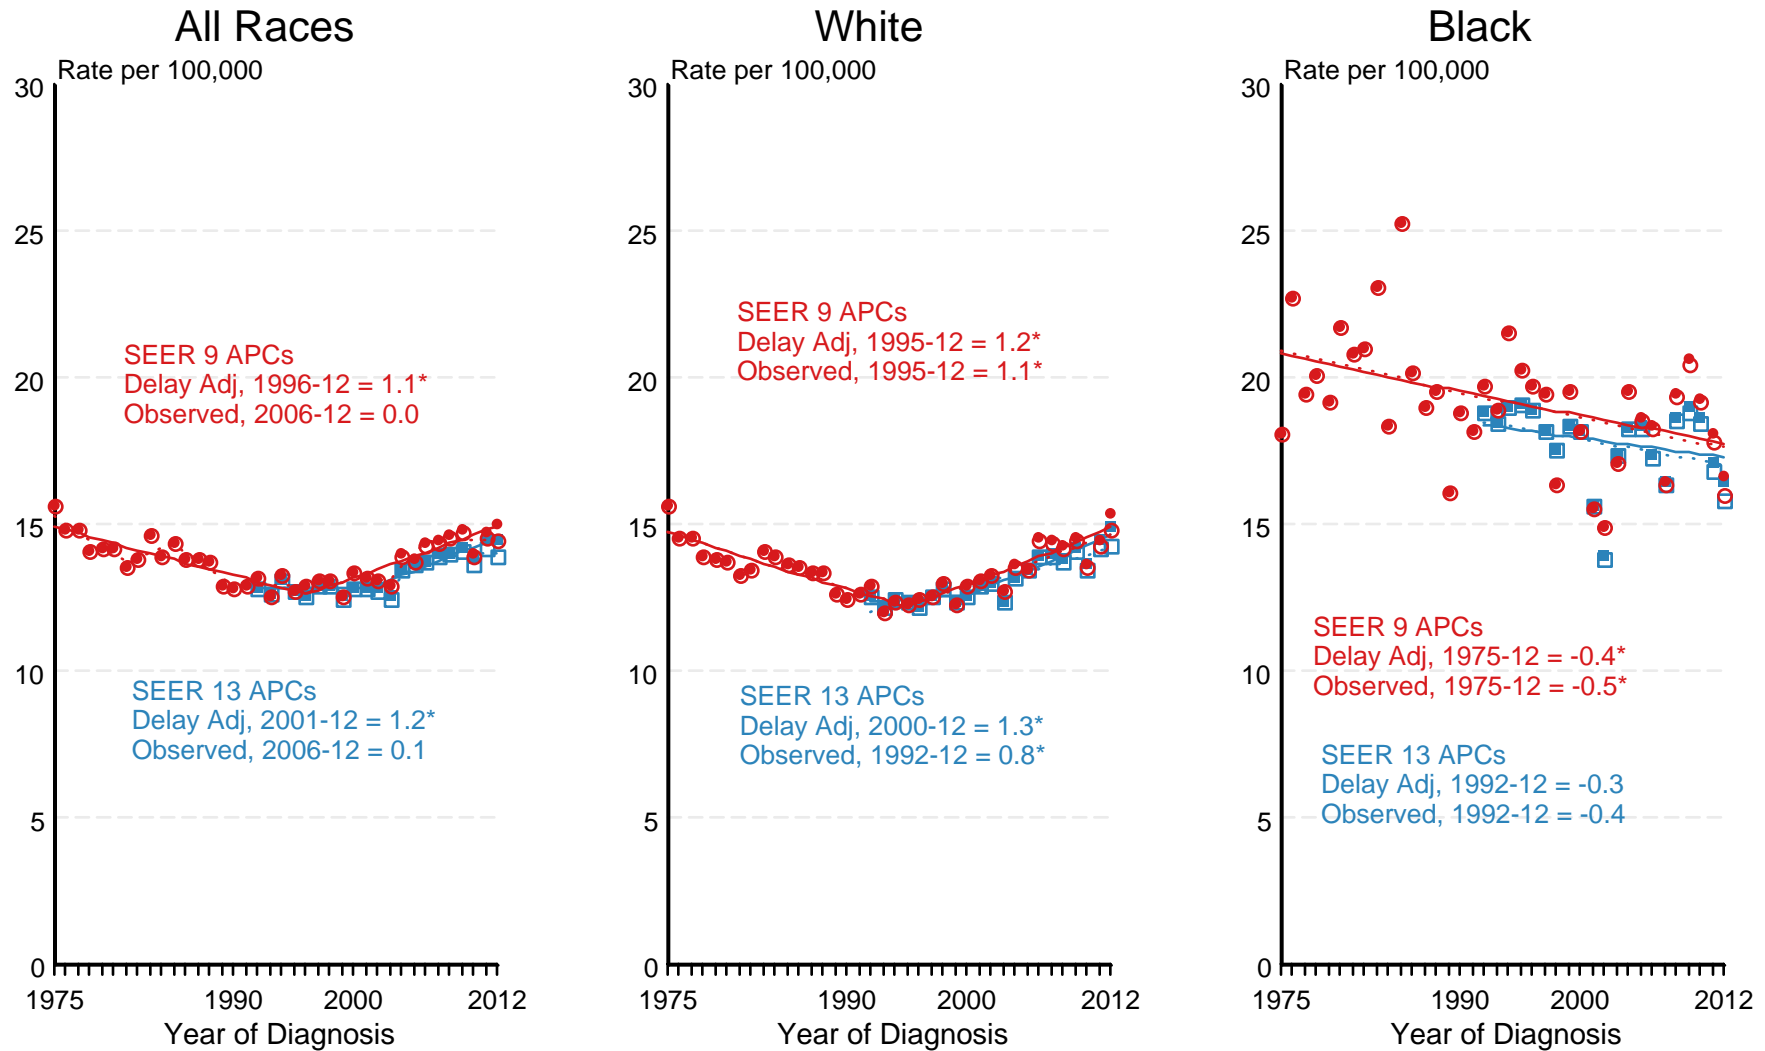 All Races
Rate per 100,000
30
25
20
15
10
5
0
SEER 9 APCs
Delay Adj, 1996-12 = 1.1*
Observed, 2006-12 = 0.0
SEER 13 APCs
Delay Adj, 2001-12 = 1.2*
Observed, 2006-12 = 0.1
1975 1990 2000 2012
Year of Diagnosis
White
Rate per 100,000
30
25
20
15
10
5
0
SEER 9 APCs
Delay Adj, 1995-12 = 1.2*
Observed, 1995-12 = 1.1*
SEER 13 APCs
Delay Adj, 2000-12 = 1.3*
Observed, 1992-12 = 0.8*
1975 1990 2000 2012
Year of Diagnosis
Black
Rate per 100,000
30
25
20
15
10
5
0
SEER 9 APCs
Delay Adj, 1975-12 = -0.4*
Observed, 1975-12 = -0.5*
SEER 13 APCs
Delay Adj, 1992-12 = -0.3
Observed, 1992-12 = -0.4
1975 1990 2000 2012
Year of Diagnosis